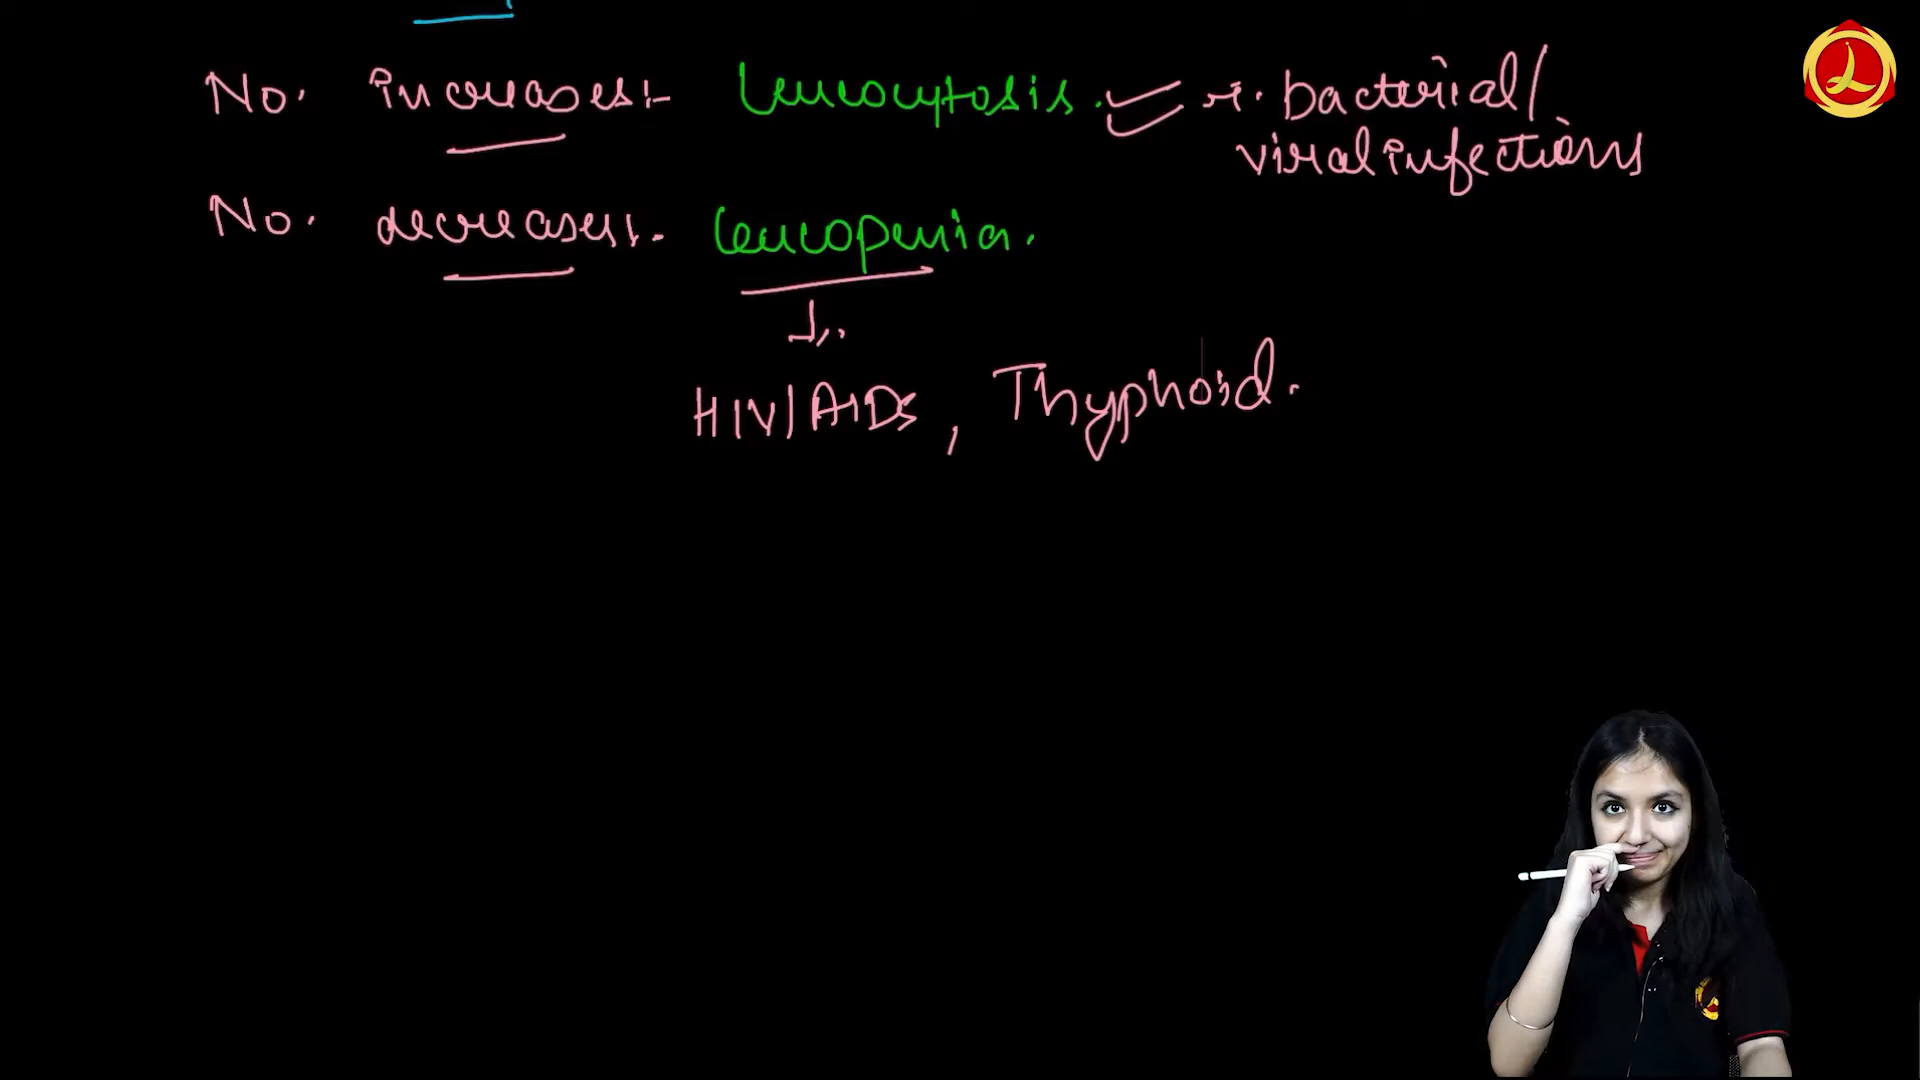 No. increases:- leucocytosis. bacterial/
viral infections
No. decreases:- leucopenia.
HIV/AIDS, Thyphoid.